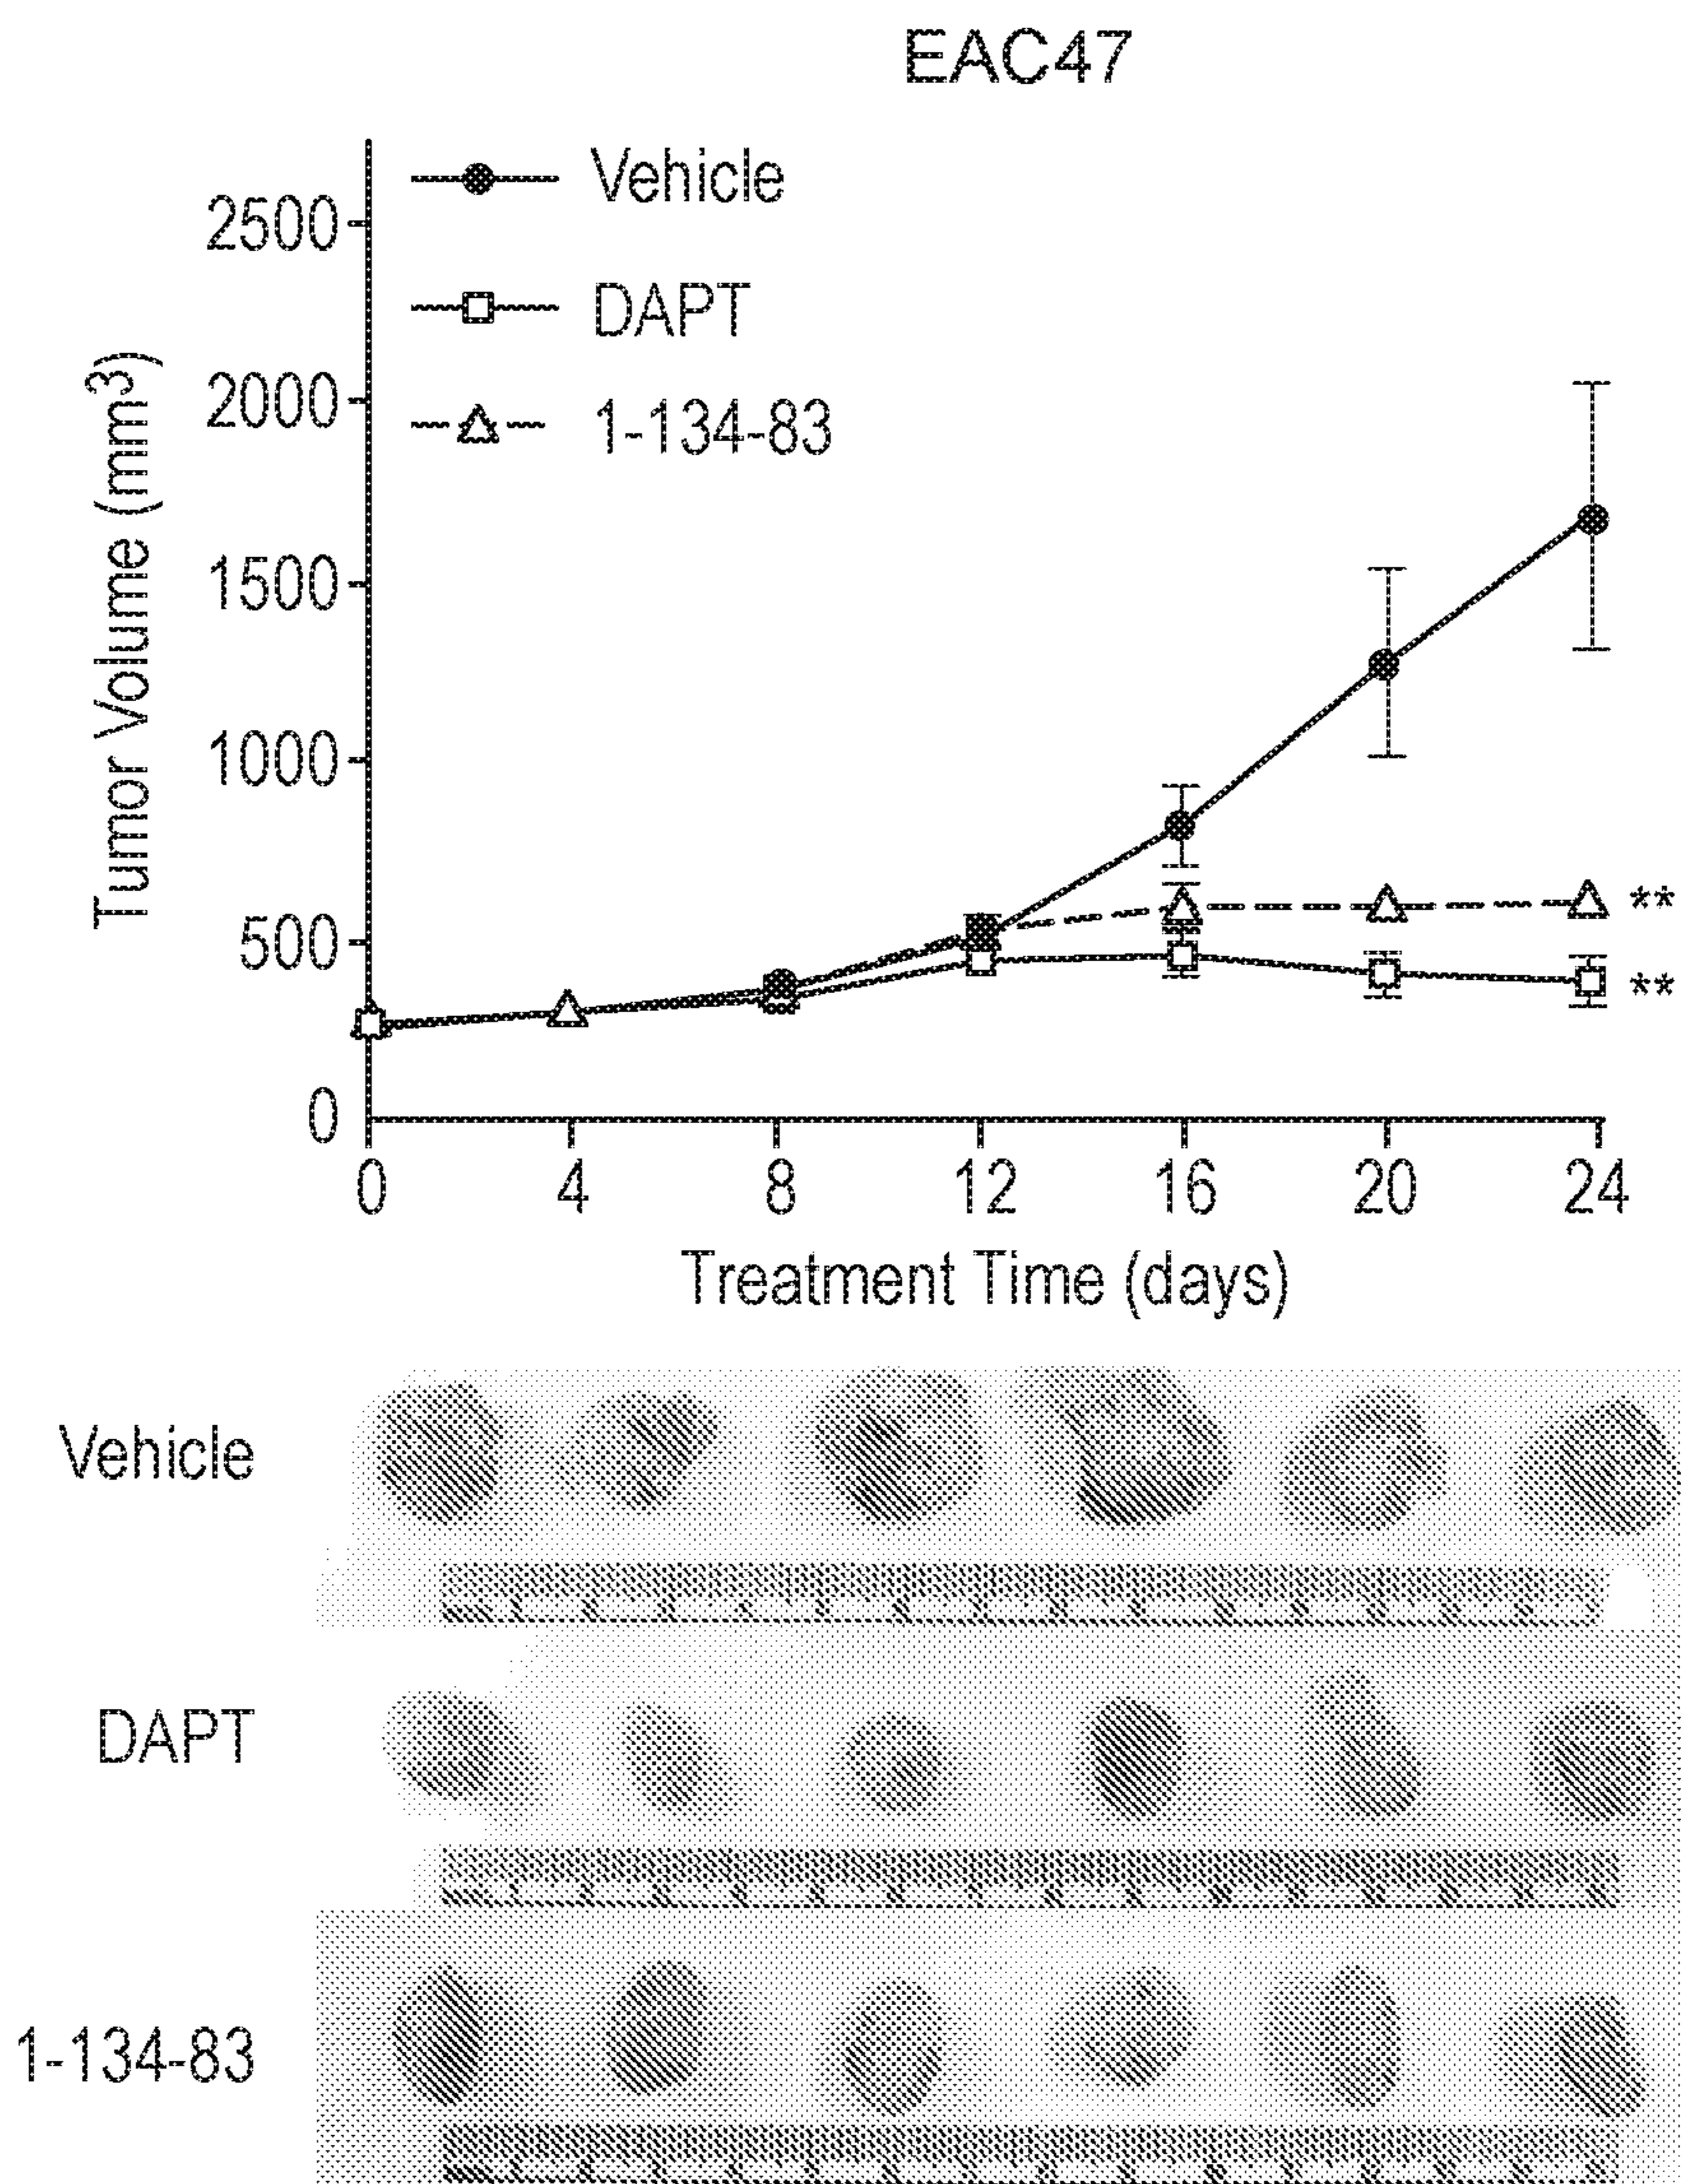 EAC47
Vehicle
DAPT
1-134-83
Tumor Volume (mm³)
2500
2000
1500
1000
500
0
**
**
0 4 8 12 16 20 24
Treatment Time (days)
Vehicle
DAPT
1-134-83